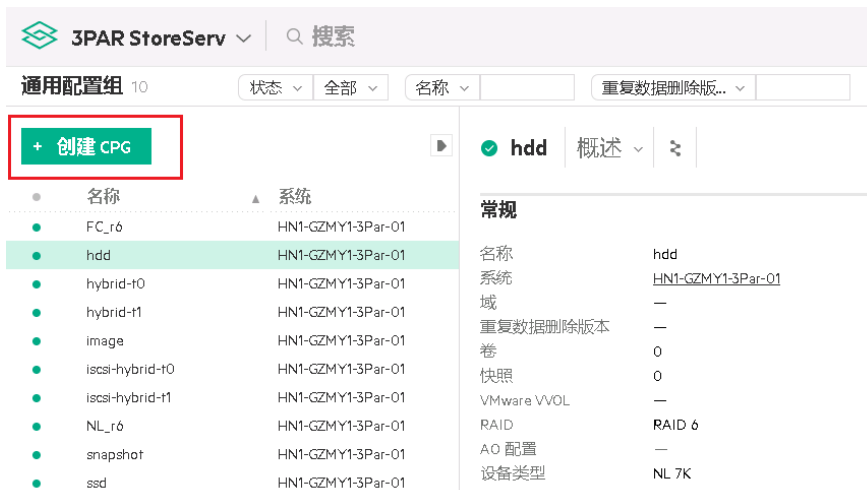 3PAR StoreServ 搜索
通用配置组 10 状态 全部 名称 重复数据删除版...
+ 创建 CPG hdd 概述
名称 系统
常规
FC_r6 HN1-GZMY1-3Par-01
hdd HN1-GZMY1-3Par-01 名称 hdd
hybrid-t0 HN1-GZMY1-3Par-01 系统 HN1-GZMY1-3Par-01
hybrid-t1 HN1-GZMY1-3Par-01 域 —
重复数据删除版本 —
image HN1-GZMY1-3Par-01 卷 0
iscsi-hybrid-t0 HN1-GZMY1-3Par-01 快照 0
iscsi-hybrid-t1 HN1-GZMY1-3Par-01 VMware VVOL —
NL_r6 HN1-GZMY1-3Par-01 RAID RAID 6
snapshot HN1-GZMY1-3Par-01 AO 配置 —
ssd HN1-GZMY1-3Par-01 设备类型 NL 7K